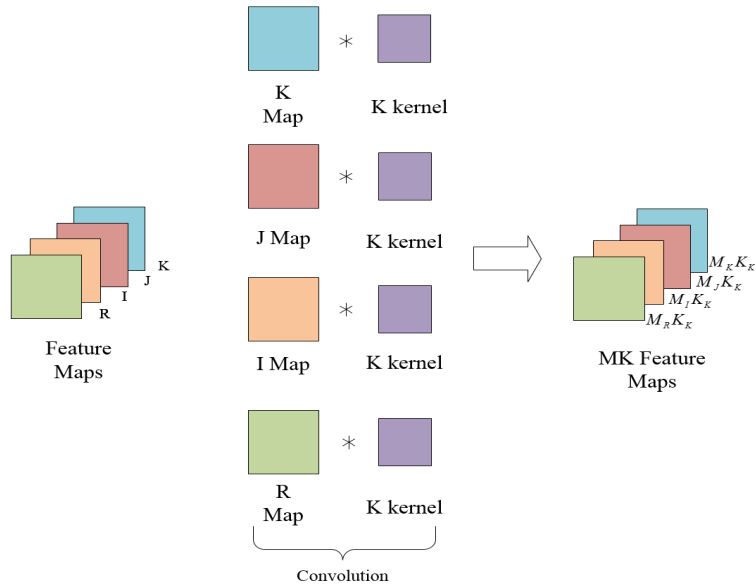 K
Map
K kernel
J Map
K kernel
K
J
I
R
Feature
Maps
I Map
K kernel
M_K K_K
M_J K_K
M_I K_K
M_R K_K
MK Feature
Maps
R
Map
K kernel
Convolution